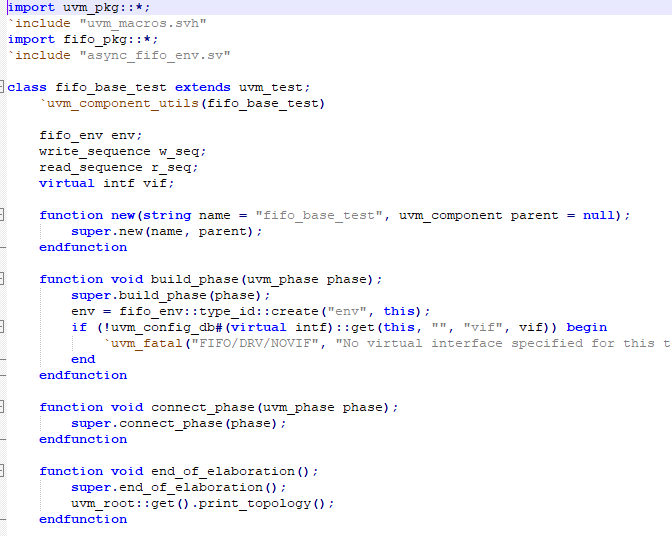 import uvm_pkg::*;
`include "uvm_macros.svh"
import fifo_pkg::*;
`include "async_fifo_env.sv"
class fifo_base_test extends uvm_test;
`uvm_component_utils(fifo_base_test)
fifo_env env;
write_sequence w_seq;
read_sequence r_seq;
virtual intf vif;
function new(string name = "fifo_base_test", uvm_component parent = null);
super.new(name, parent);
endfunction
function void build_phase(uvm_phase phase);
super.build_phase(phase);
env = fifo_env::type_id::create("env", this);
if (!uvm_config_db#(virtual intf)::get(this, "", "vif", vif)) begin
`uvm_fatal("FIFO/DRV/NOVIF", "No virtual interface specified for this t
end
endfunction
function void connect_phase(uvm_phase phase);
super.connect_phase(phase);
endfunction
function void end_of_elaboration();
super.end_of_elaboration();
uvm_root::get().print_topology();
endfunction